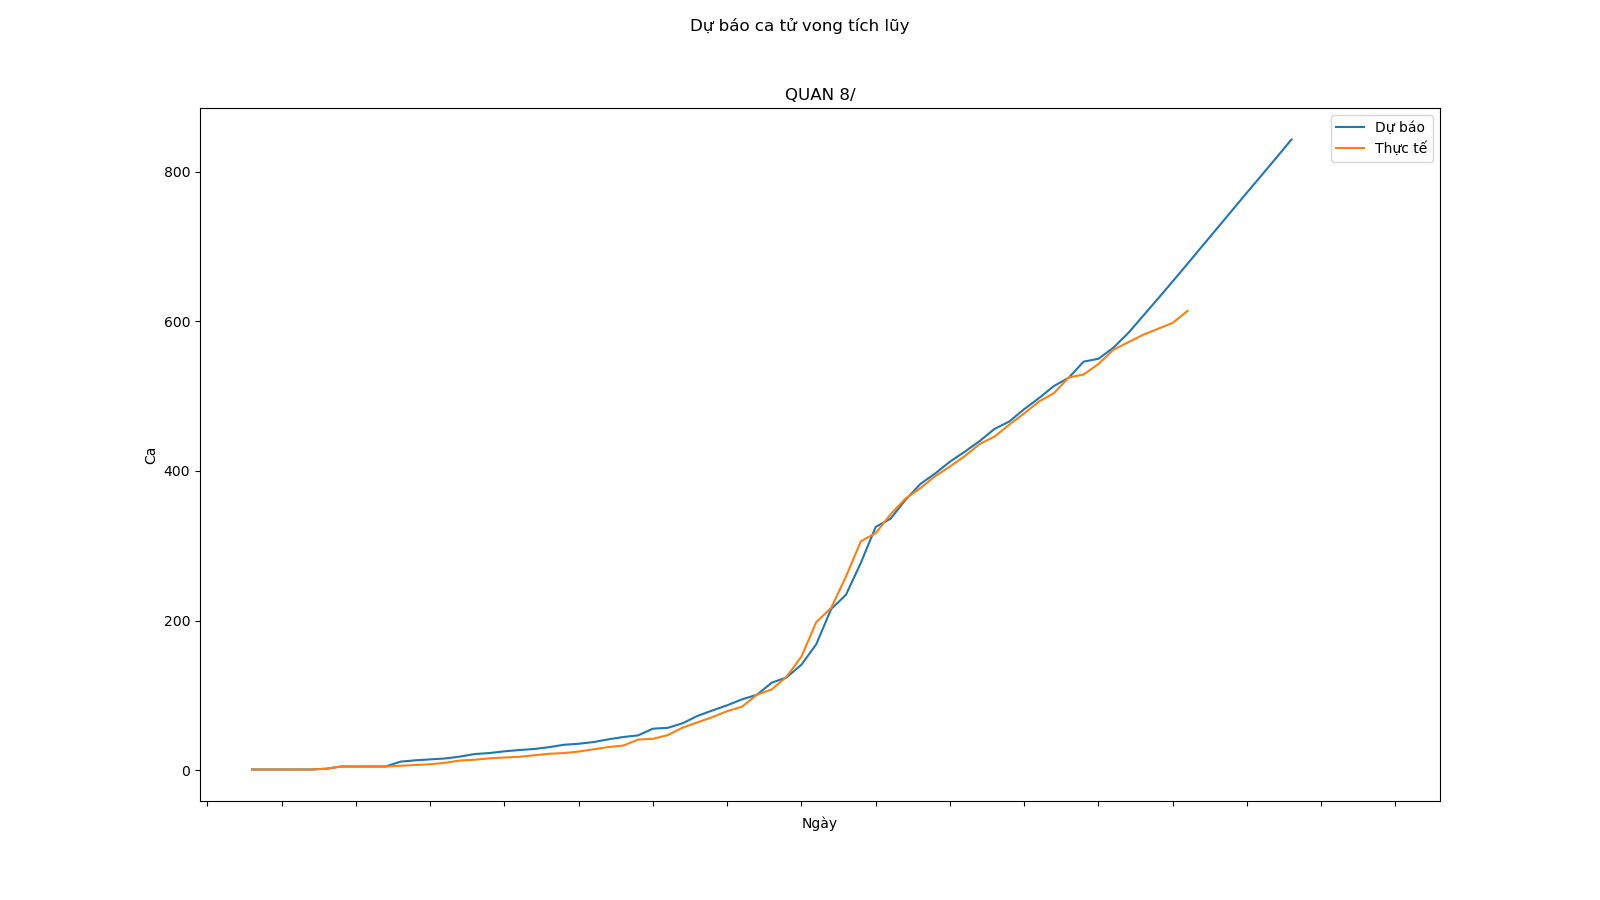 Dự báo ca tử vong tích lũy
QUAN 8/
Dự báo
Thực tế
800
600
400
200
0
Ca
Ngày